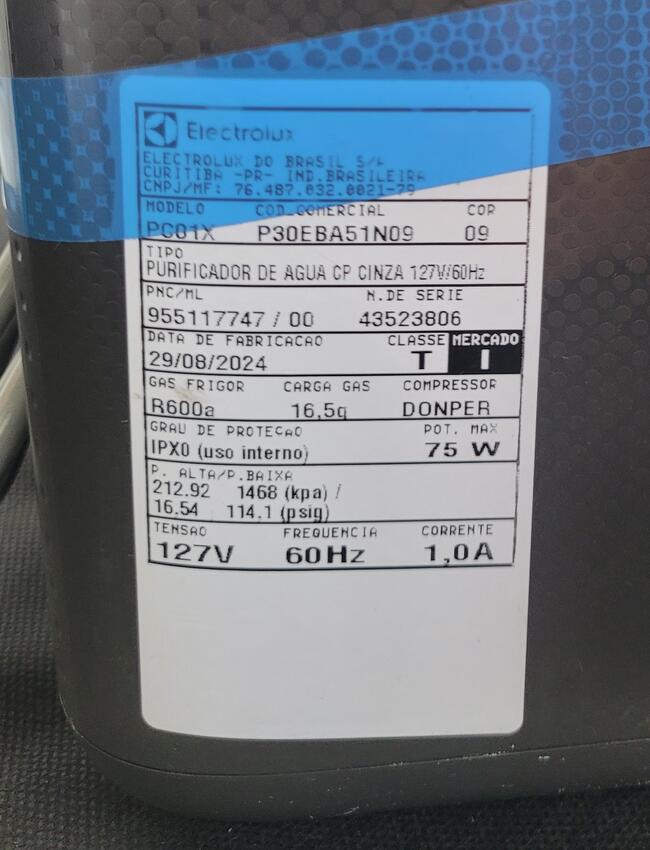 Electrolux
ELECTROLUX DO BRASIL S/A
CURITIBA -PR- IND.BRASILEIRA
CNPJ/MF: 76.487.032.0021-79
MODELO COD.COMERCIAL COR
PC01X P30EBA51N09 09
TIPO
PURIFICADOR DE AGUA CP CINZA 127V/60Hz
PNC/ML N.DE SERIE
955117747 / 00 43523806
DATA DE FABRICACAO CLASSE MERCADO
29/08/2024 T I
GAS FRIGOR CARGA GAS COMPRESSOR
R600a 16,5g DONPER
GRAU DE PROTECAO POT. MAX
IPX0 (uso interno) 75 W
P. ALTA/P.BAIXA
212.92 1468 (kpa) /
16.54 114.1 (psig)
TENSAO FREQUENCIA CORRENTE
127V 60Hz 1,0A